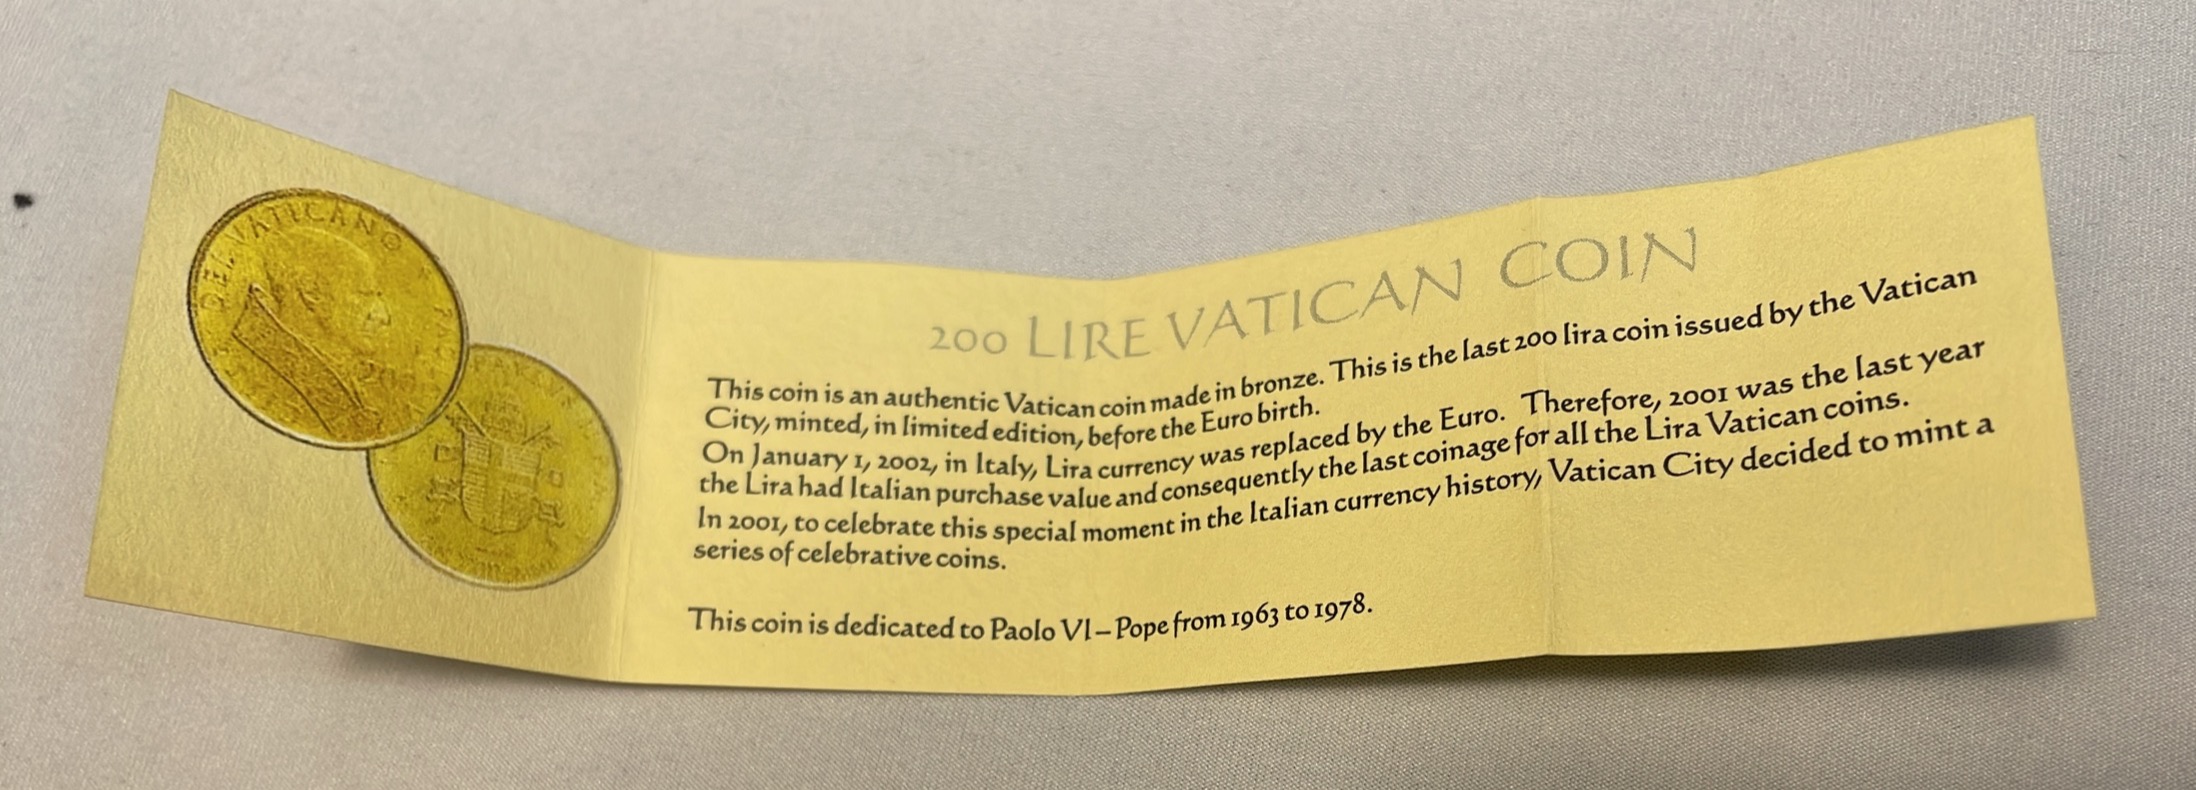 DEL VATICANO
200 LIRE VATICAN COIN
This coin is an authentic Vatican coin made in bronze. This is the last 200 lira coin issued by the Vatican
City, minted, in limited edition, before the Euro birth.
On January 1, 2002, in Italy, Lira currency was replaced by the Euro. Therefore, 2001 was the last year
the Lira had Italian purchase value and consequently the last coinage for all the Lira Vatican coins.
In 2001, to celebrate this special moment in the Italian currency history, Vatican City decided to mint a
series of celebrative coins.
This coin is dedicated to Paolo VI – Pope from 1963 to 1978.